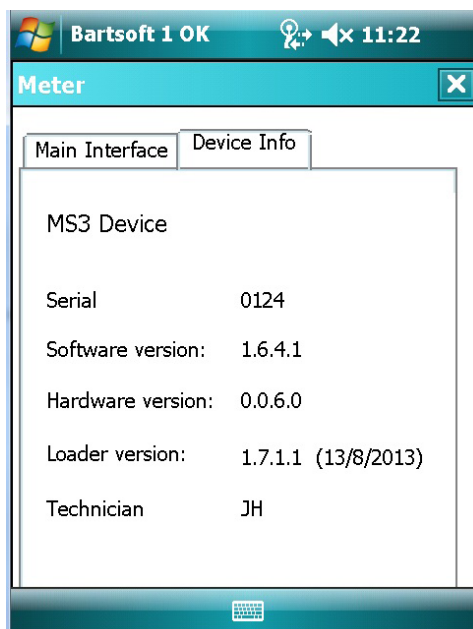 Bartsoft 1 OK 11:22
Meter
Main Interface Device Info
MS3 Device
Serial 0124
Software version: 1.6.4.1
Hardware version: 0.0.6.0
Loader version: 1.7.1.1 (13/8/2013)
Technician JH